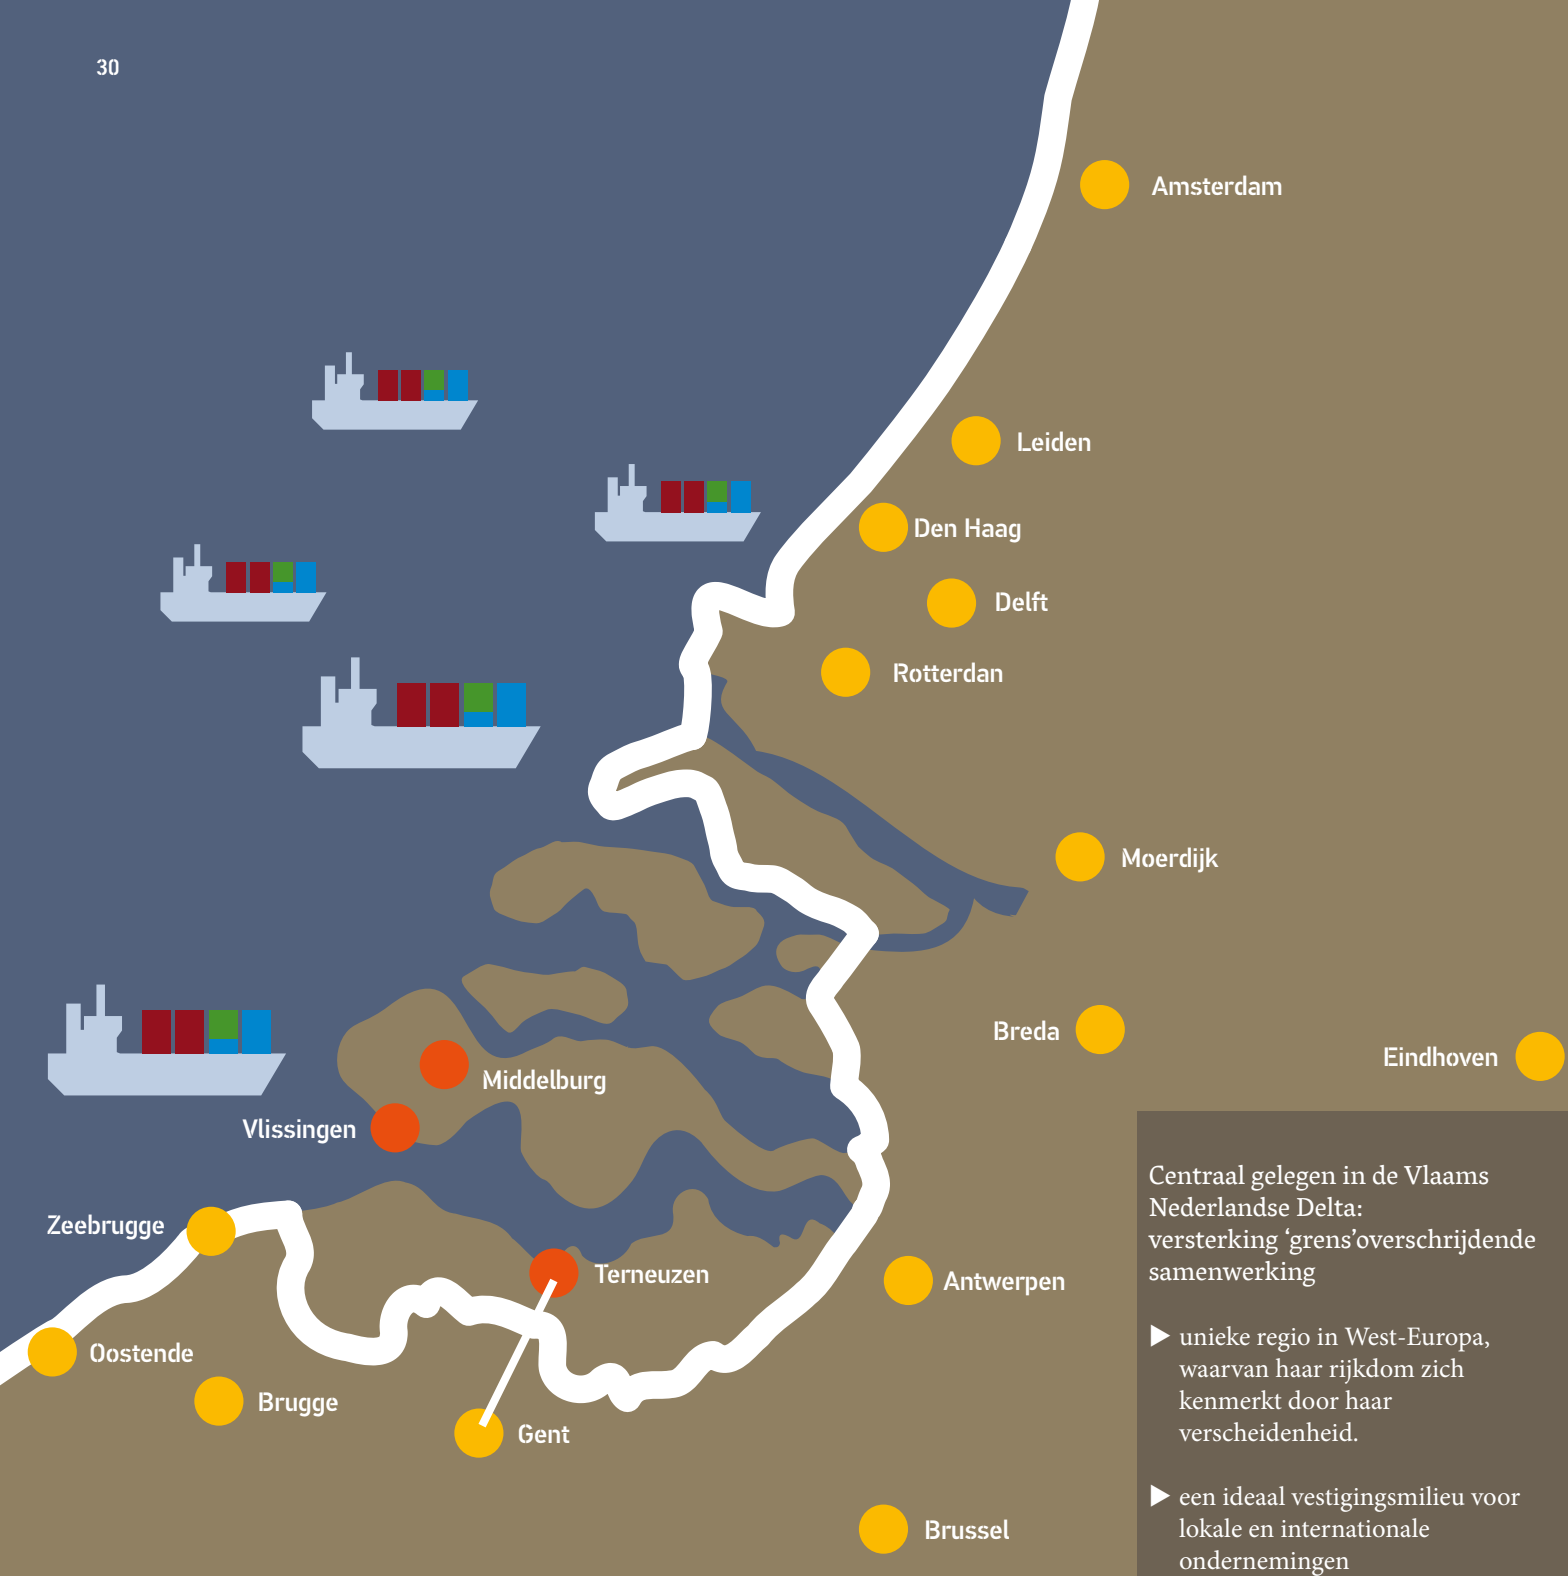 30
Amsterdam
Leiden
Den Haag
Delft
Rotterdan
Moerdijk
Breda
Eindhoven
Middelburg
Vlissingen
Zeebrugge
Terneuzen
Antwerpen
Oostende
Brugge
Gent
Brussel
Centraal gelegen in de Vlaams
Nederlandse Delta:
versterking ‘grens’overschrijdende
samenwerking
▶ unieke regio in West-Europa,
waarvan haar rijkdom zich
kenmerkt door haar
verscheidenheid.
▶ een ideaal vestigingsmilieu voor
lokale en internationale
ondernemingen